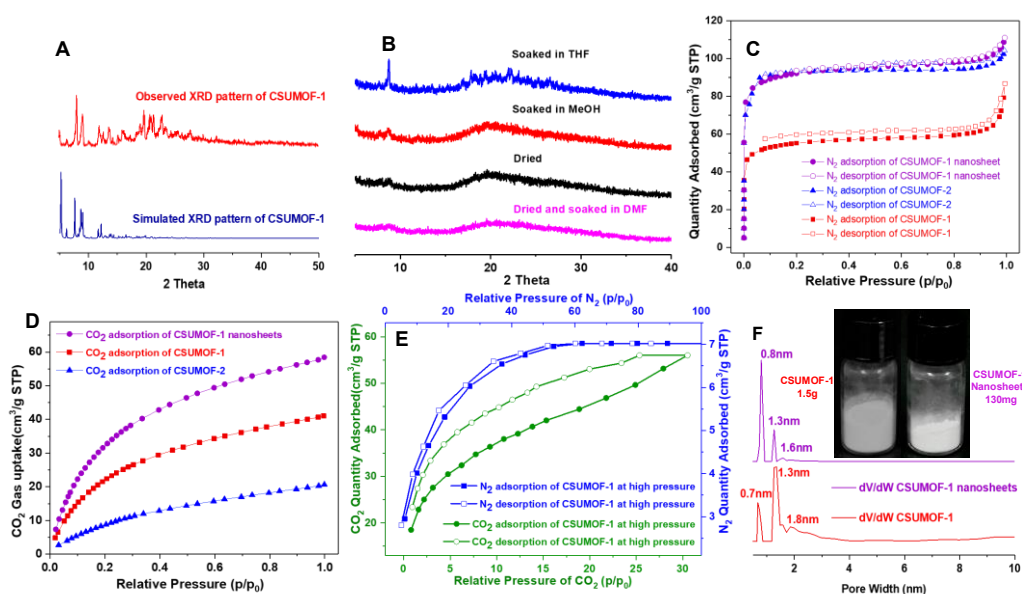 A
Observed XRD pattern of CSUMOF-1
Simulated XRD pattern of CSUMOF-1
10
20
30
40
50
2 Theta
B
Soaked in THF
Soaked in MeOH
Dried
Dried and soaked in DMF
10
20
30
40
2 Theta
C
Quantity Adsorbed (cm³/g STP)
120
100
80
60
40
20
0
N₂ adsorption of CSUMOF-1 nanosheet
N₂ desorption of CSUMOF-1 nanosheet
N₂ adsorption of CSUMOF-2
N₂ desorption of CSUMOF-2
N₂ adsorption of CSUMOF-1
N₂ desorption of CSUMOF-1
0.0
0.2
0.4
0.6
0.8
1.0
Relative Pressure (p/p₀)
D
CO₂ Gas uptake(cm³/g STP)
60
50
40
30
20
10
0
CO₂ adsorption of CSUMOF-1 nanosheets
CO₂ adsorption of CSUMOF-1
CO₂ adsorption of CSUMOF-2
0.0
0.2
0.4
0.6
0.8
1.0
Relative Pressure (p/p₀)
Relative Pressure of N₂ (p/p₀)
0
20
40
60
80
100
E
CO₂ Quantity Adsorbed(cm³/g STP)
60
50
40
30
20
N₂ Quantity Adsorbed (cm³/g STP)
7
6
5
4
3
N₂ adsorption of CSUMOF-1 at high pressure
N₂ desorption of CSUMOF-1 at high pressure
CO₂ adsorption of CSUMOF-1 at high pressure
CO₂ desorption of CSUMOF-1 at high pressure
0
5
10
15
20
25
30
Relative Pressure of CO₂ (p/p₀)
F
0.8nm
CSUMOF-1
1.5g
CSUMOF-
Nanosheet
130mg
1.3nm
1.6nm
1.3nm
0.7nm
1.8nm
dV/dW CSUMOF-1 nanosheets
dV/dW CSUMOF-1
2
4
6
8
10
Pore Width (nm)